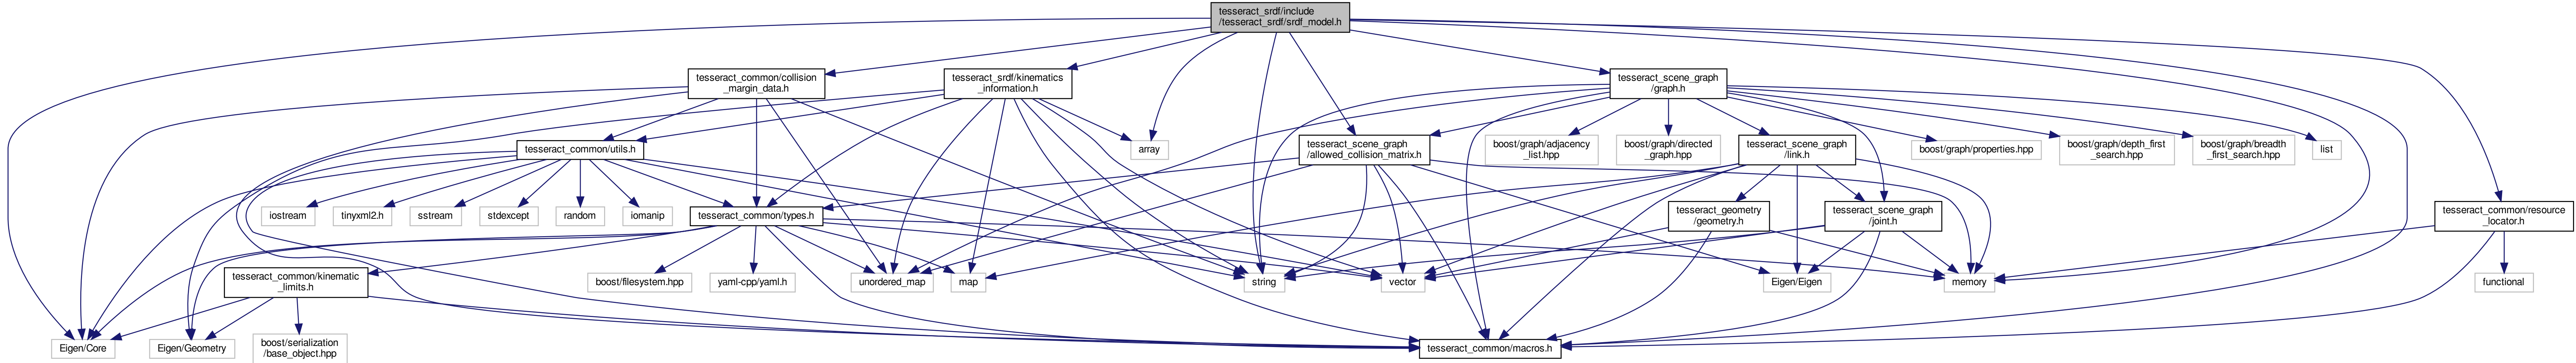 tesseract_srdf/include
/tesseract_srdf/srdf_model.h
tesseract_common/collision
_margin_data.h
tesseract_srdf/kinematics
_information.h
tesseract_scene_graph
/graph.h
tesseract_common/utils.h
array
tesseract_scene_graph
/allowed_collision_matrix.h
boost/graph/adjacency
_list.hpp
boost/graph/directed
_graph.hpp
tesseract_scene_graph
/link.h
boost/graph/properties.hpp
boost/graph/depth_first
_search.hpp
boost/graph/breadth
_first_search.hpp
list
iostream
tinyxml2.h
sstream
stdexcept
random
iomanip
tesseract_common/types.h
tesseract_geometry
/geometry.h
tesseract_scene_graph
/joint.h
tesseract_common/resource
_locator.h
tesseract_common/kinematic
_limits.h
boost/filesystem.hpp
yaml-cpp/yaml.h
unordered_map
map
string
vector
Eigen/Eigen
memory
functional
Eigen/Core
Eigen/Geometry
boost/serialization
/base_object.hpp
tesseract_common/macros.h